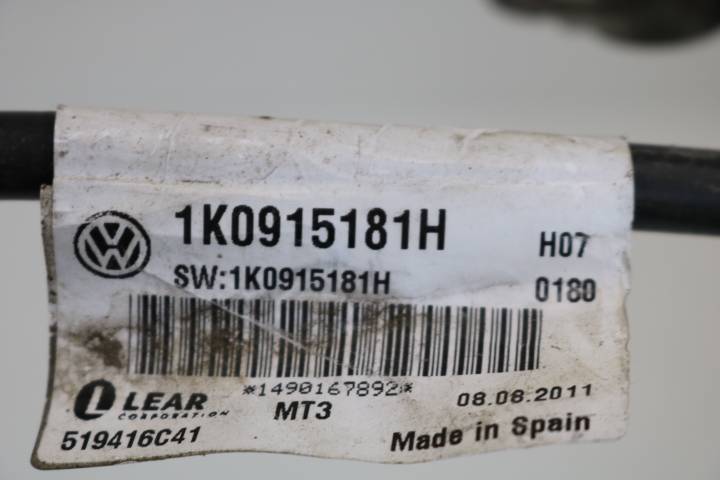 1K0915181H H07
SW:1K0915181H 0180
*1490167892*
LEAR 08.08.2011
CORPORATION MT3
519416C41 Made in Spain